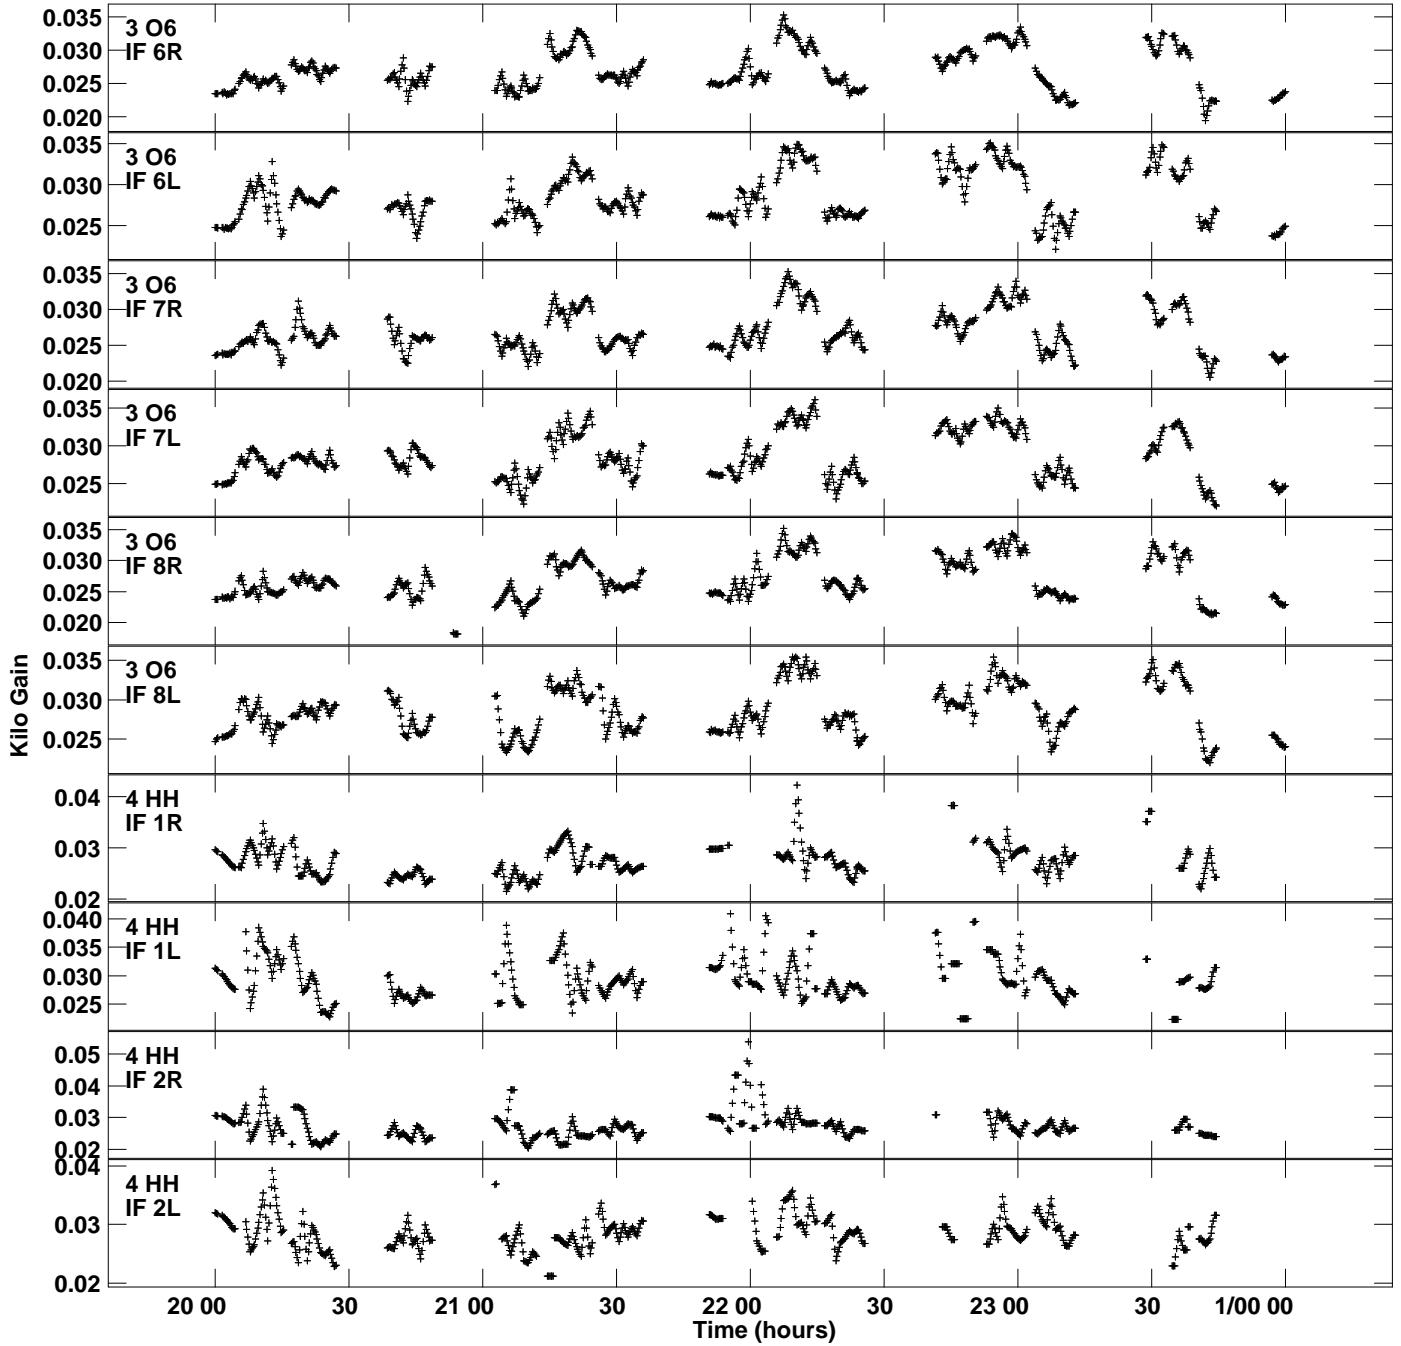 0.035
0.030
0.025
0.020
3 O6
IF 6R
0.035
0.030
0.025
3 O6
IF 6L
0.035
0.030
0.025
0.020
3 O6
IF 7R
0.035
0.030
0.025
3 O6
IF 7L
0.035
0.030
0.025
0.020
3 O6
IF 8R
0.035
0.030
0.025
3 O6
IF 8L
0.04
0.03
0.02
4 HH
IF 1R
0.040
0.035
0.030
0.025
4 HH
IF 1L
0.05
0.04
0.03
0.02
4 HH
IF 2R
0.04
0.03
0.02
4 HH
IF 2L
Kilo Gain
20 00 30 21 00 30 22 00 30 23 00 30 1/00 00
Time (hours)